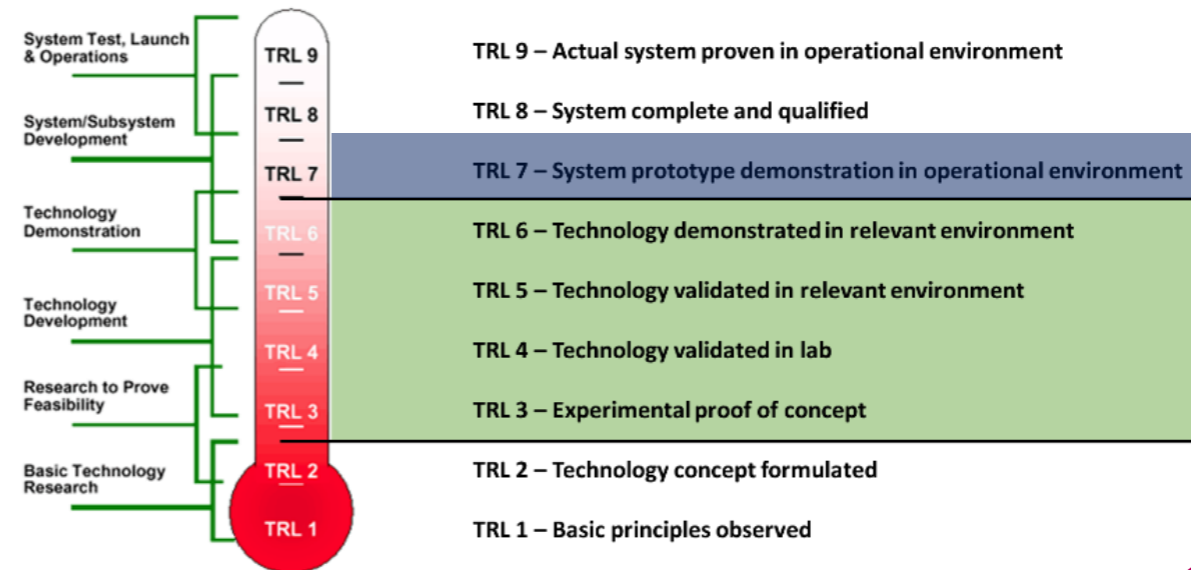 System Test, Launch
& Operations
System/Subsystem
Development
Technology
Demonstration
Technology
Development
Research to Prove
Feasibility
Basic Technology
Research
TRL 9
TRL 8
TRL 7
TRL 6
TRL 5
TRL 4
TRL 3
TRL 2
TRL 1
TRL 9 – Actual system proven in operational environment
TRL 8 – System complete and qualified
TRL 7 – System prototype demonstration in operational environment
TRL 6 – Technology demonstrated in relevant environment
TRL 5 – Technology validated in relevant environment
TRL 4 – Technology validated in lab
TRL 3 – Experimental proof of concept
TRL 2 – Technology concept formulated
TRL 1 – Basic principles observed